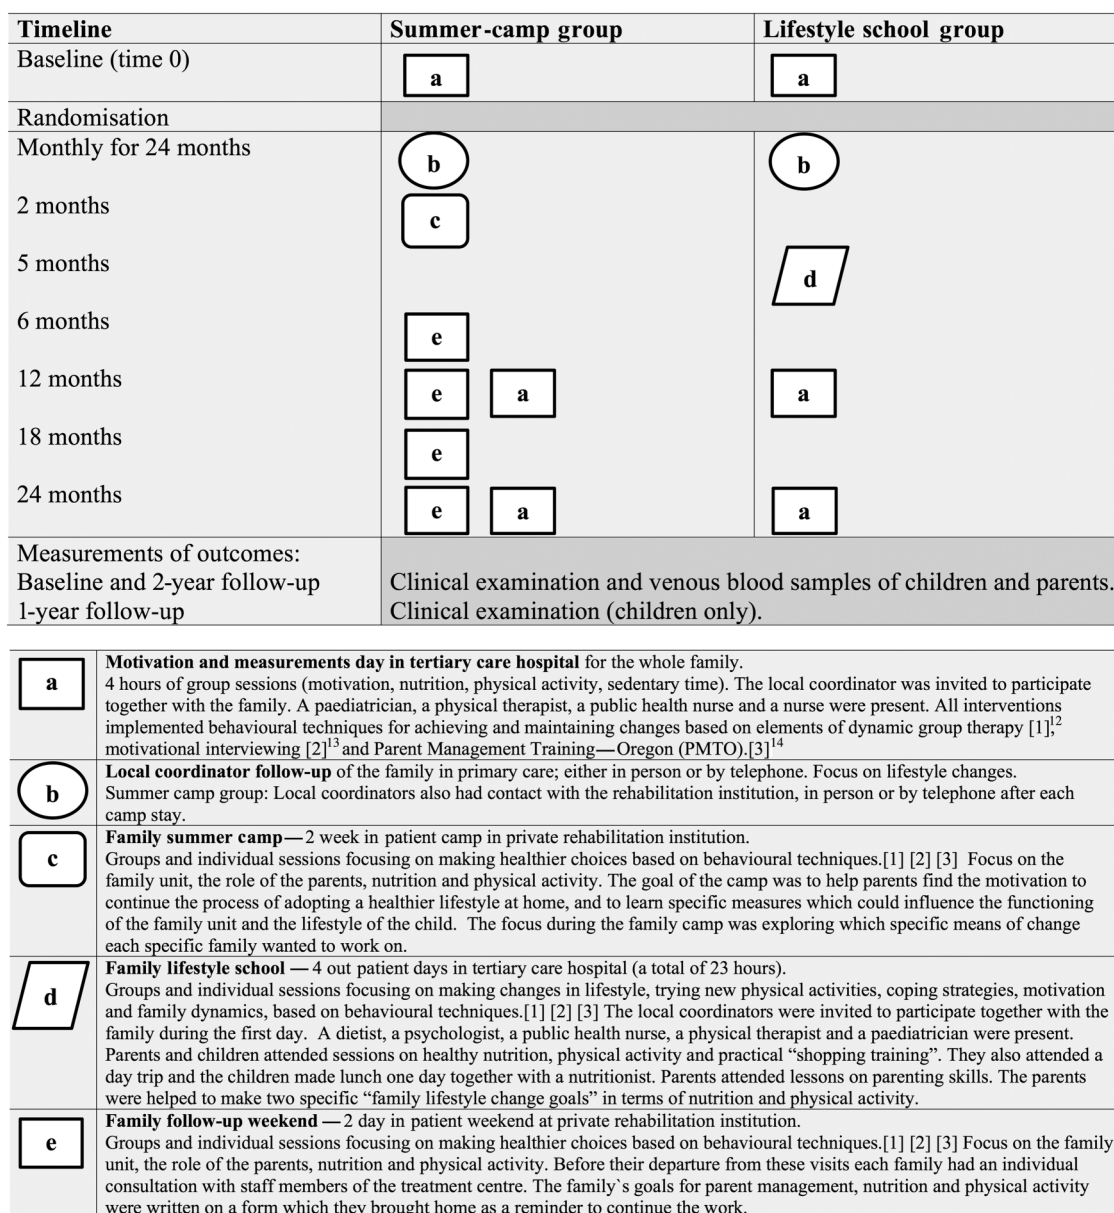 Timeline Summer-camp group Lifestyle school group
Baseline (time 0) a a
Randomisation
Monthly for 24 months b b
2 months c
5 months d
6 months e
12 months e a a
18 months e
24 months e a a
Measurements of outcomes:
Baseline and 2-year follow-up Clinical examination and venous blood samples of children and parents.
1-year follow-up Clinical examination (children only).
a
Motivation and measurements day in tertiary care hospital for the whole family.
4 hours of group sessions (motivation, nutrition, physical activity, sedentary time). The local coordinator was invited to participate
together with the family. A paediatrician, a physical therapist, a public health nurse and a nurse were present. All interventions
implemented behavioural techniques for achieving and maintaining changes based on elements of dynamic group therapy [1],12
motivational interviewing [2]13 and Parent Management Training—Oregon (PMTO).[3]14
b
Local coordinator follow-up of the family in primary care; either in person or by telephone. Focus on lifestyle changes.
Summer camp group: Local coordinators also had contact with the rehabilitation institution, in person or by telephone after each
camp stay.
c
Family summer camp—2 week in patient camp in private rehabilitation institution.
Groups and individual sessions focusing on making healthier choices based on behavioural techniques.[1] [2] [3] Focus on the
family unit, the role of the parents, nutrition and physical activity. The goal of the camp was to help parents find the motivation to
continue the process of adopting a healthier lifestyle at home, and to learn specific measures which could influence the functioning
of the family unit and the lifestyle of the child. The focus during the family camp was exploring which specific means of change
each specific family wanted to work on.
d
Family lifestyle school — 4 out patient days in tertiary care hospital (a total of 23 hours).
Groups and individual sessions focusing on making changes in lifestyle, trying new physical activities, coping strategies, motivation
and family dynamics, based on behavioural techniques.[1] [2] [3] The local coordinators were invited to participate together with the
family during the first day. A dietist, a psychologist, a public health nurse, a physical therapist and a paediatrician were present.
Parents and children attended sessions on healthy nutrition, physical activity and practical “shopping training”. They also attended a
day trip and the children made lunch one day together with a nutritionist. Parents attended lessons on parenting skills. The parents
were helped to make two specific “family lifestyle change goals” in terms of nutrition and physical activity.
e
Family follow-up weekend — 2 day in patient weekend at private rehabilitation institution.
Groups and individual sessions focusing on making healthier choices based on behavioural techniques.[1] [2] [3] Focus on the family
unit, the role of the parents, nutrition and physical activity. Before their departure from these visits each family had an individual
consultation with staff members of the treatment centre. The family`s goals for parent management, nutrition and physical activity
were written on a form which they brought home as a reminder to continue the work.